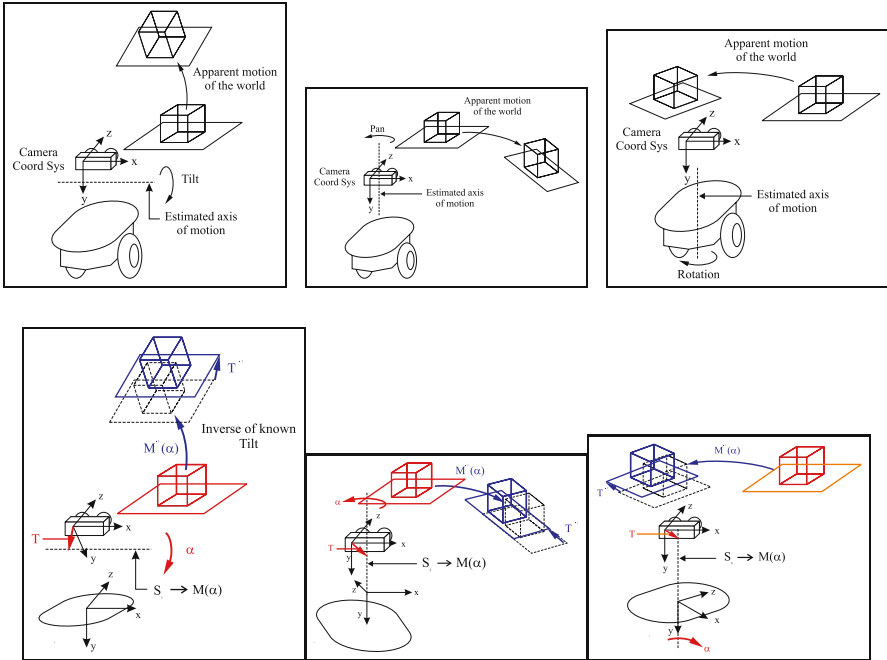 Apparent motion
of the world
z
Camera
Coord Sys
x
Tilt
y
Estimated axis
of motion
Apparent motion
of the world
Pan
z
Camera
Coord Sys
x
Estimated axis
of motion
y
Apparent motion
of the world
z
Camera
Coord Sys
x
y
Estimated axis
of motion
Rotation
T
Inverse of known
Tilt
M¨(α)
z
T
x
α
y
S → M(α)
z
x
y
M¨(α)
α
z
T
x
T
y
S → M(α)
z
x
y
M¨(α)
T
z
T
x
y
S → M(α)
z
x
y
α